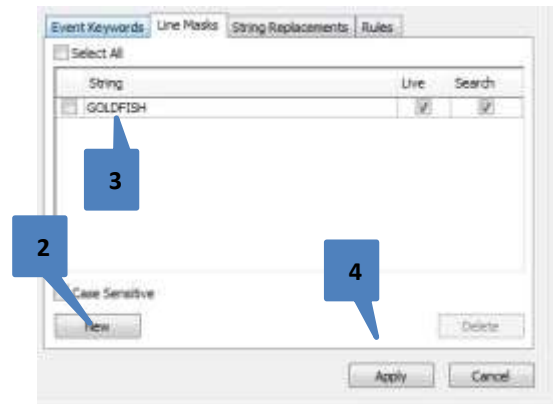 Event Keywords Line Masks String Replacements Rules
Select All
String Live Search
GOLDFISH
3
2
4
Case Sensitive
New Delete
Apply Cancel